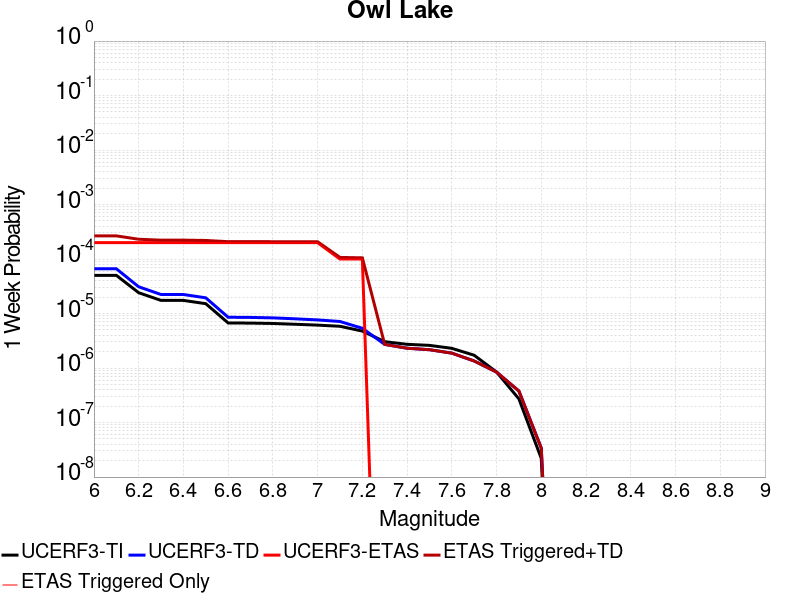 Owl Lake
10^0
10^-1
10^-2
10^-3
10^-4
10^-5
10^-6
10^-7
10^-8
1 Week Probability
6 6.2 6.4 6.6 6.8 7 7.2 7.4 7.6 7.8 8 8.2 8.4 8.6 8.8 9
Magnitude
UCERF3-TI UCERF3-TD UCERF3-ETAS ETAS Triggered+TD
ETAS Triggered Only